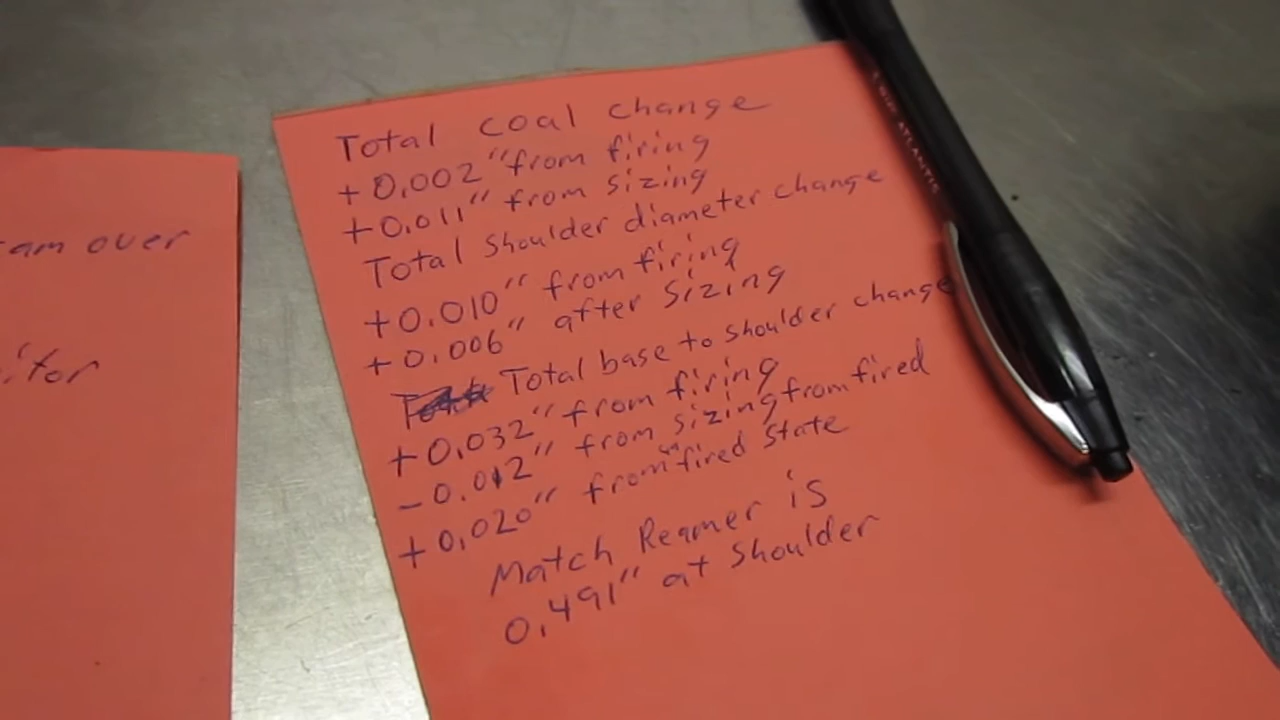 am over
itor
Total coal change
+0.002" from firing
+0.011" from sizing
Total shoulder diameter change
+0.010" from firing
+0.006" after sizing
Total base to shoulder change
+0.032" from firing
-0.012" from sizing from fired
+0.020" from unfired state
Match Reamer is
0.491" at shoulder
ATLANTIS